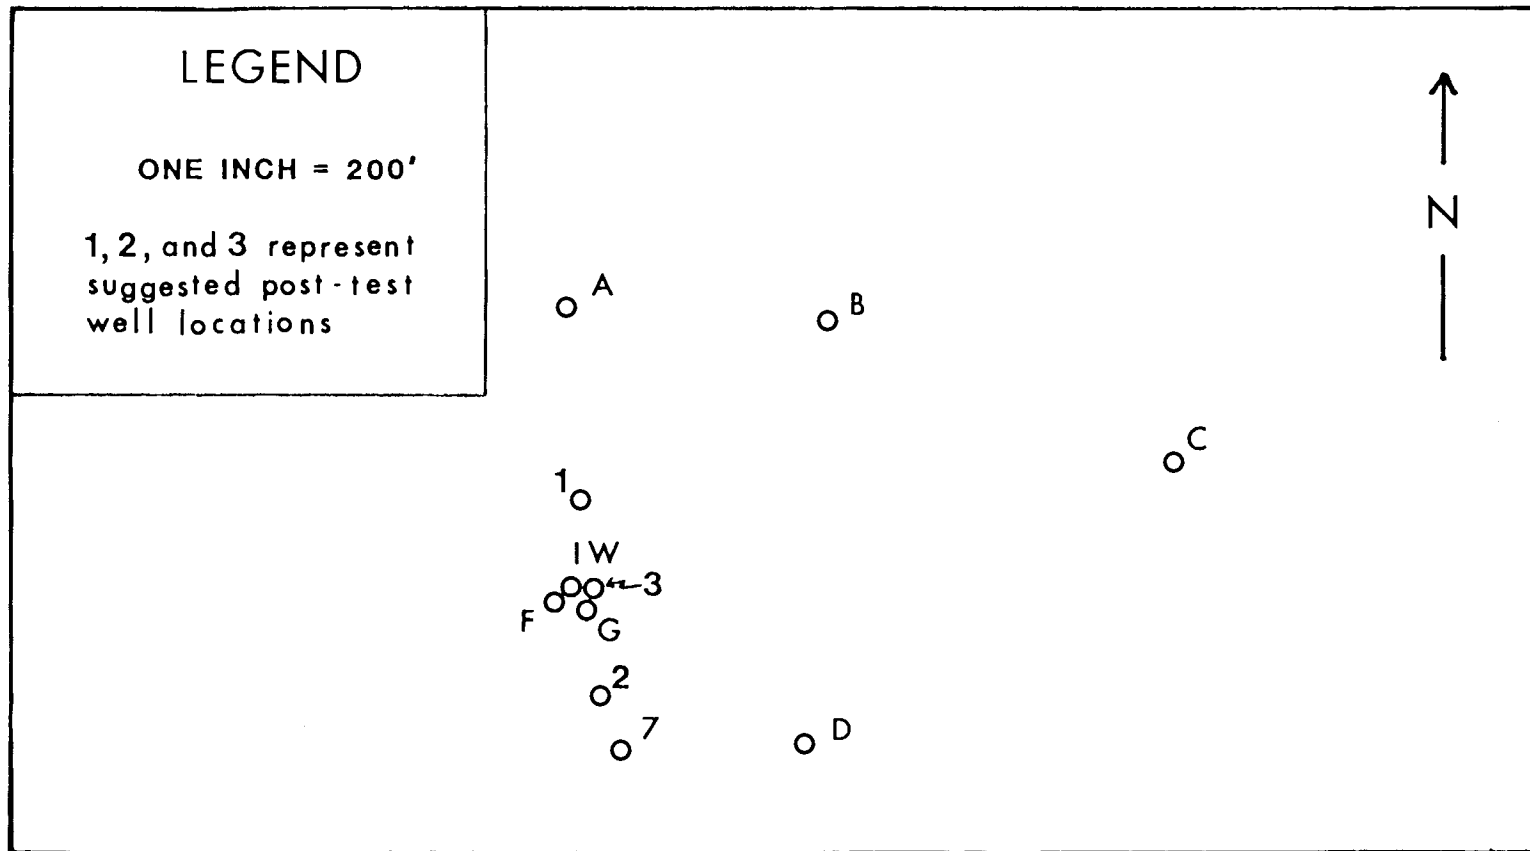 LEGEND
ONE INCH = 200'
1, 2, and 3 represent
suggested post-test
well locations
N
A
B
C
1
IW
3
F
G
2
7
D